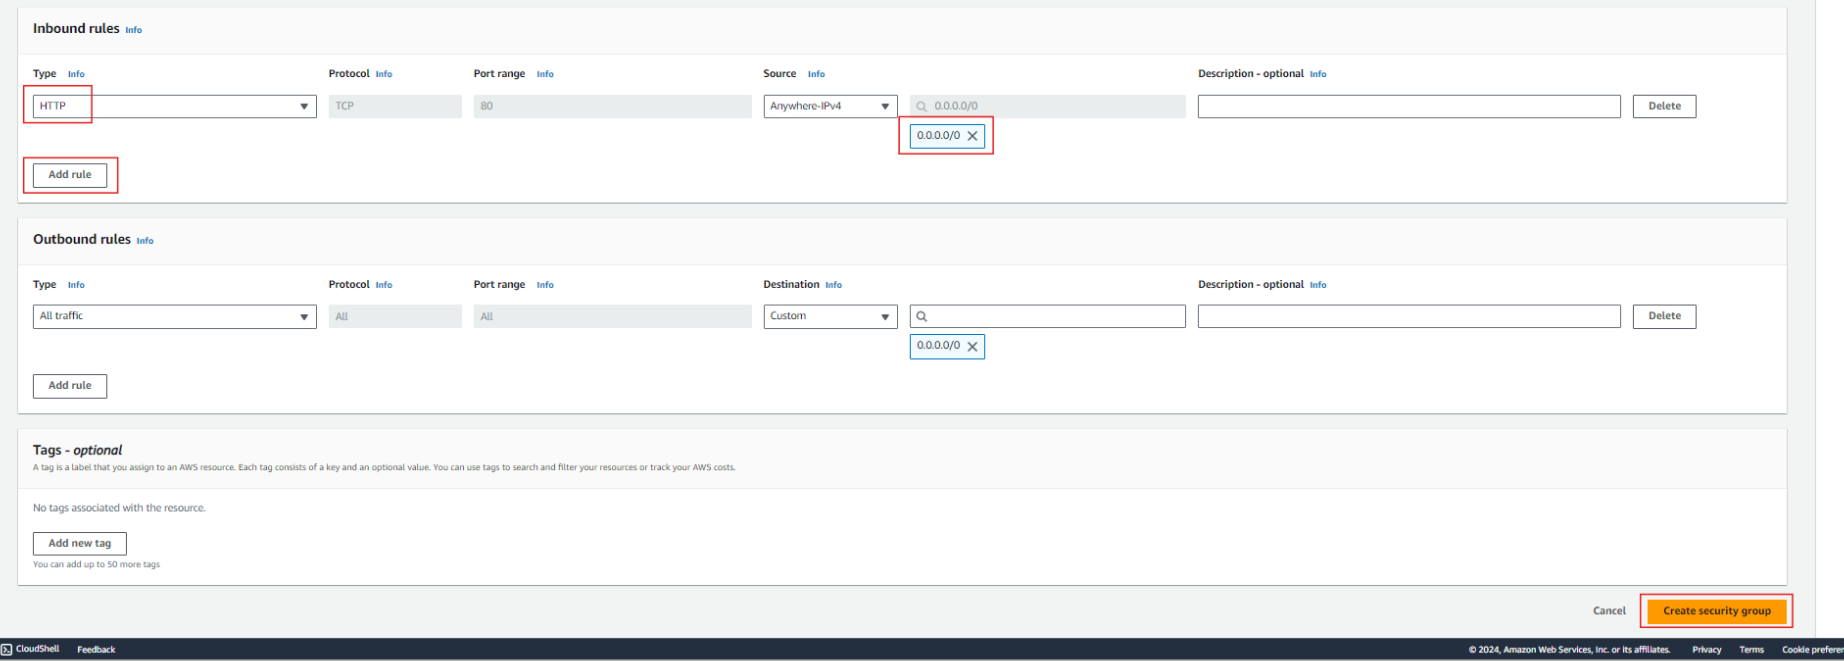 Inbound rules Info
Type Info Protocol Info Port range Info Source Info Description - optional Info
HTTP TCP 80 Anywhere-IPv4 0.0.0.0/0 Delete
0.0.0.0/0
Add rule
Outbound rules Info
Type Info Protocol Info Port range Info Destination Info Description - optional Info
All traffic All All Custom Delete
0.0.0.0/0
Add rule
Tags - optional
A tag is a label that you assign to an AWS resource. Each tag consists of a key and an optional value. You can use tags to search and filter your resources or track your AWS costs.
No tags associated with the resource.
Add new tag
You can add up to 50 more tags
Cancel Create security group
CloudShell Feedback © 2024, Amazon Web Services, Inc. or its affiliates. Privacy Terms Cookie preferen